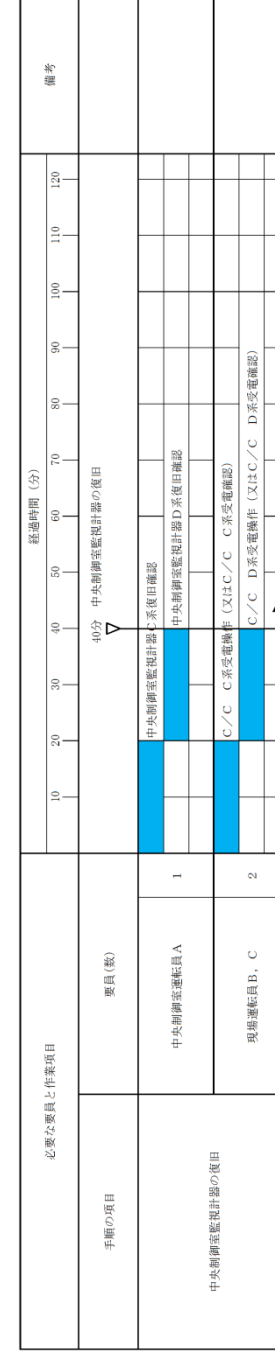 必要な要員と作業項目
経過時間(分)
備考
10 20 30 40 50 60 70 80 90 100 110 120
手順の項目
要員(数)
40分 中央制御室監視計器の復旧
中央制御室監視計器の復旧
中央制御室運転員A
1
中央制御室監視計器C系復旧確認
中央制御室監視計器D系復旧確認
現場運転員B,C
2
C/C C系受電操作(又はC/C C系受電確認)
C/C D系受電操作(又はC/C D系受電確認)